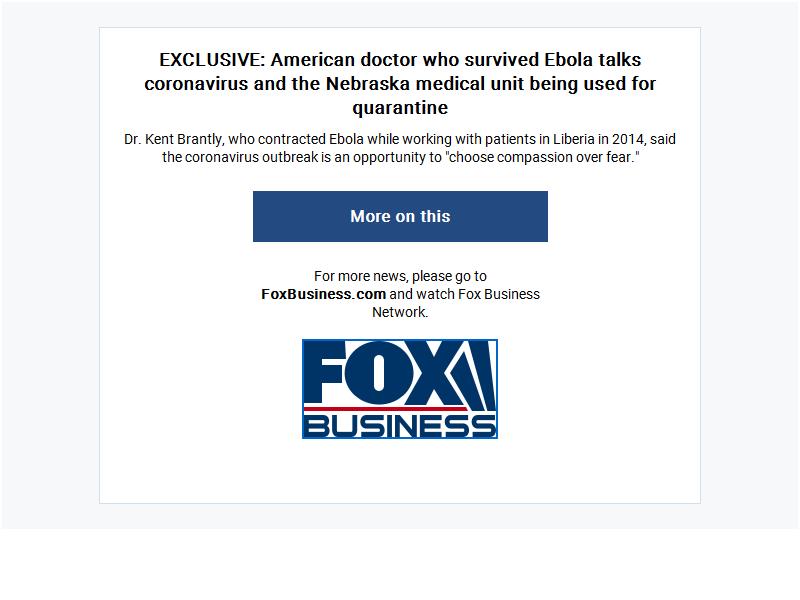 EXCLUSIVE: American doctor who survived Ebola talks
coronavirus and the Nebraska medical unit being used for
quarantine
Dr. Kent Brantly, who contracted Ebola while working with patients in Liberia in 2014, said
the coronavirus outbreak is an opportunity to "choose compassion over fear."
More on this
For more news, please go to
FoxBusiness.com and watch Fox Business
Network.
FOX
BUSINESS